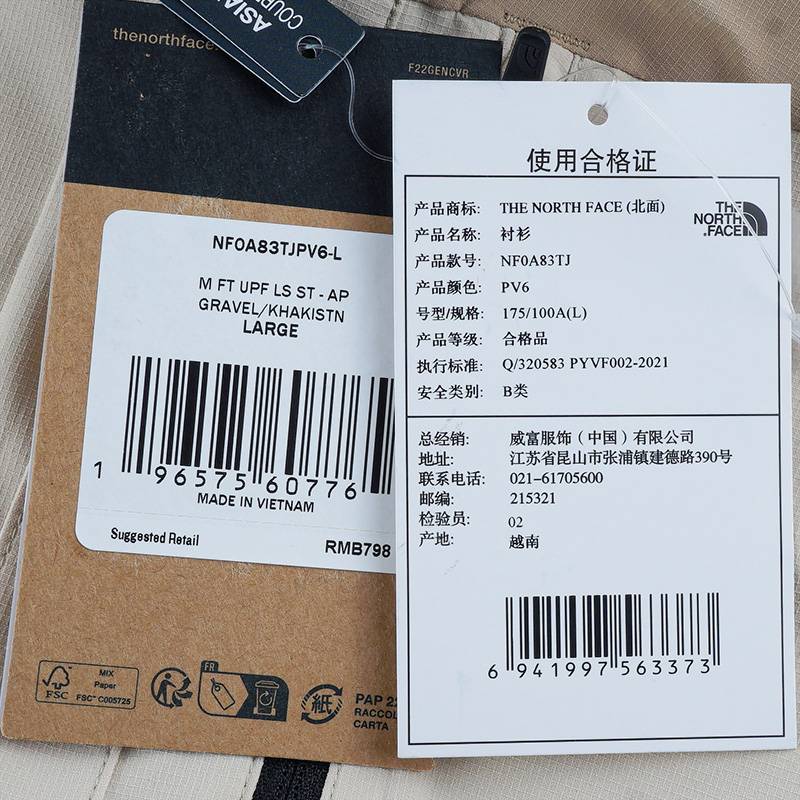 ASIAN
COUPE
thenorthface.
F22GENCVR
NF0A83TJPV6-L
M FT UPF LS ST - AP
GRAVEL/KHAKISTN
LARGE
1 96575 60776
MADE IN VIETNAM
Suggested Retail
RMB798
FSC
MIX
Paper
FSC™ C005725
FR
紙
PAP 22
RACCOL
CARTA
使用合格证
THE
NORTH
FACE
产品商标: THE NORTH FACE (北面)
产品名称: 衬衫
产品款号: NF0A83TJ
产品颜色: PV6
号型/规格: 175/100A(L)
产品等级: 合格品
执行标准: Q/320583 PYVF002-2021
安全类别: B类
总经销: 威富服饰（中国）有限公司
地址: 江苏省昆山市张浦镇建德路390号
联系电话: 021-61705600
邮编: 215321
检验员: 02
产地: 越南
6 941997 563373